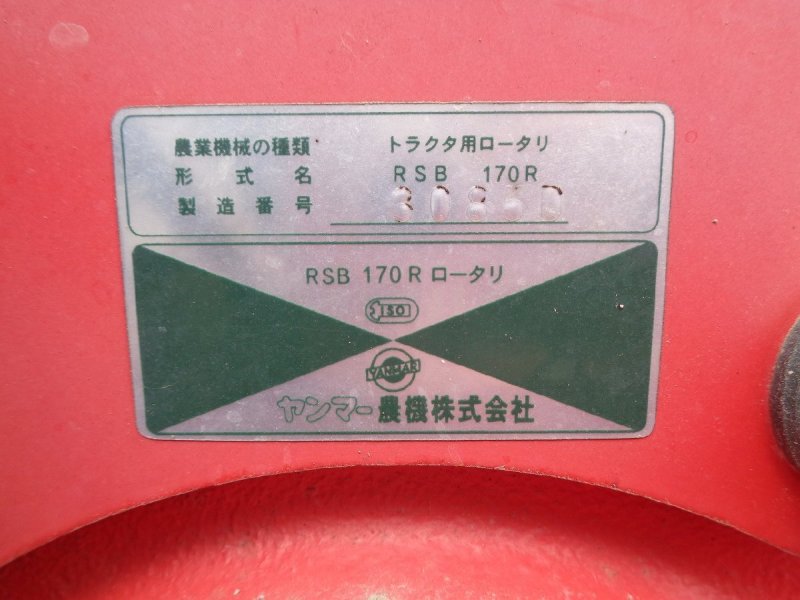 農業機械の種類 トラクタ用ロータリ
形式名 RSB 170R
製造番号
RSB 170R ロータリ
ISO
YANMAR
ヤンマー農機株式会社